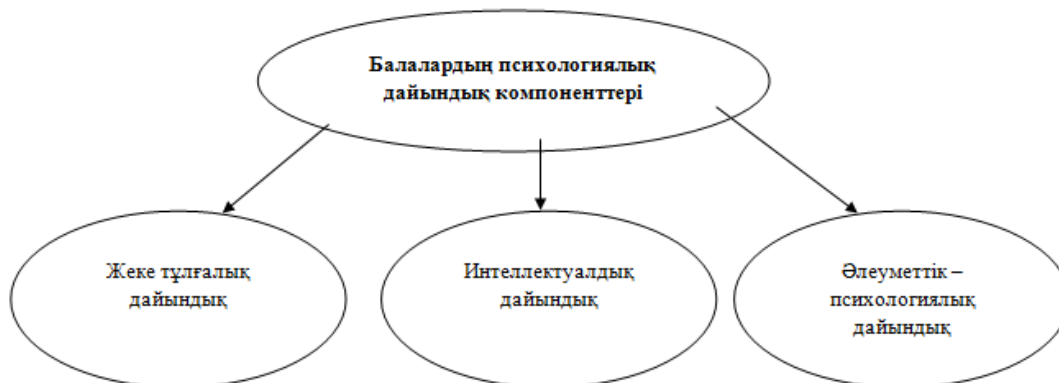 Балалардың психологиялық
дайындық компоненттері
Жеке тұлғалық
дайындық
Интеллектуалдық
дайындық
Әлеуметтік –
психологиялық
дайындық